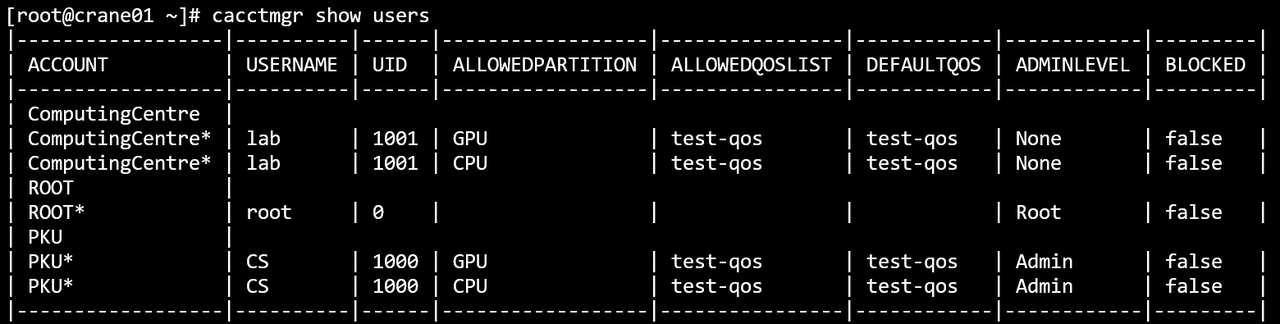 [root@crane01 ~]# cacctmgr show users
|------------------|----------|------|------------------|----------------|------------|------------|---------|
| ACCOUNT          | USERNAME | UID  | ALLOWEDPARTITION | ALLOWEDQOSLIST | DEFAULTQOS | ADMINLEVEL | BLOCKED |
|------------------|----------|------|------------------|----------------|------------|------------|---------|
| ComputingCentre  |
| ComputingCentre* | lab      | 1001 | GPU              | test-qos       | test-qos   | None       | false   |
| ComputingCentre* | lab      | 1001 | CPU              | test-qos       | test-qos   | None       | false   |
| ROOT             |
| ROOT*            | root     | 0    |                  |                |            | Root       | false   |
| PKU              |
| PKU*             | CS       | 1000 | GPU              | test-qos       | test-qos   | Admin      | false   |
| PKU*             | CS       | 1000 | CPU              | test-qos       | test-qos   | Admin      | false   |
|------------------|----------|------|------------------|----------------|------------|------------|---------|